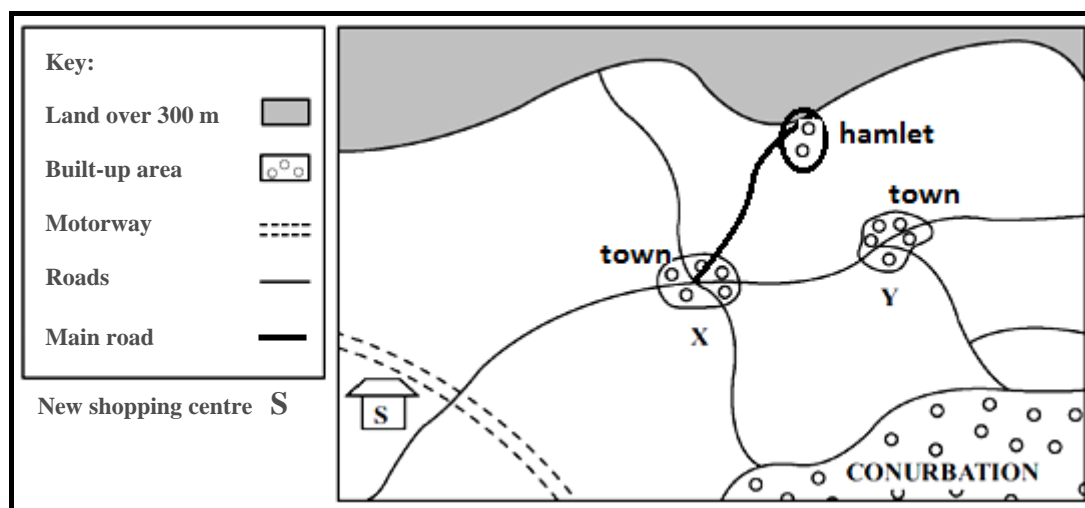 Key:
Land over 300 m
Built-up area
Motorway
Roads
Main road
New shopping centre S
hamlet
town
town
Y
X
S
CONURBATION